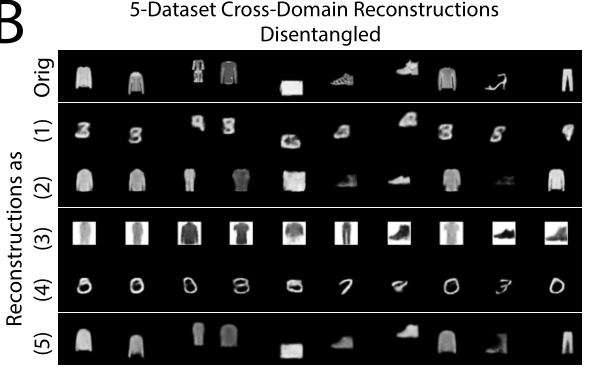 B
5-Dataset Cross-Domain Reconstructions
Disentangled
Orig
Reconstructions as
(1)
(2)
(3)
(4)
(5)